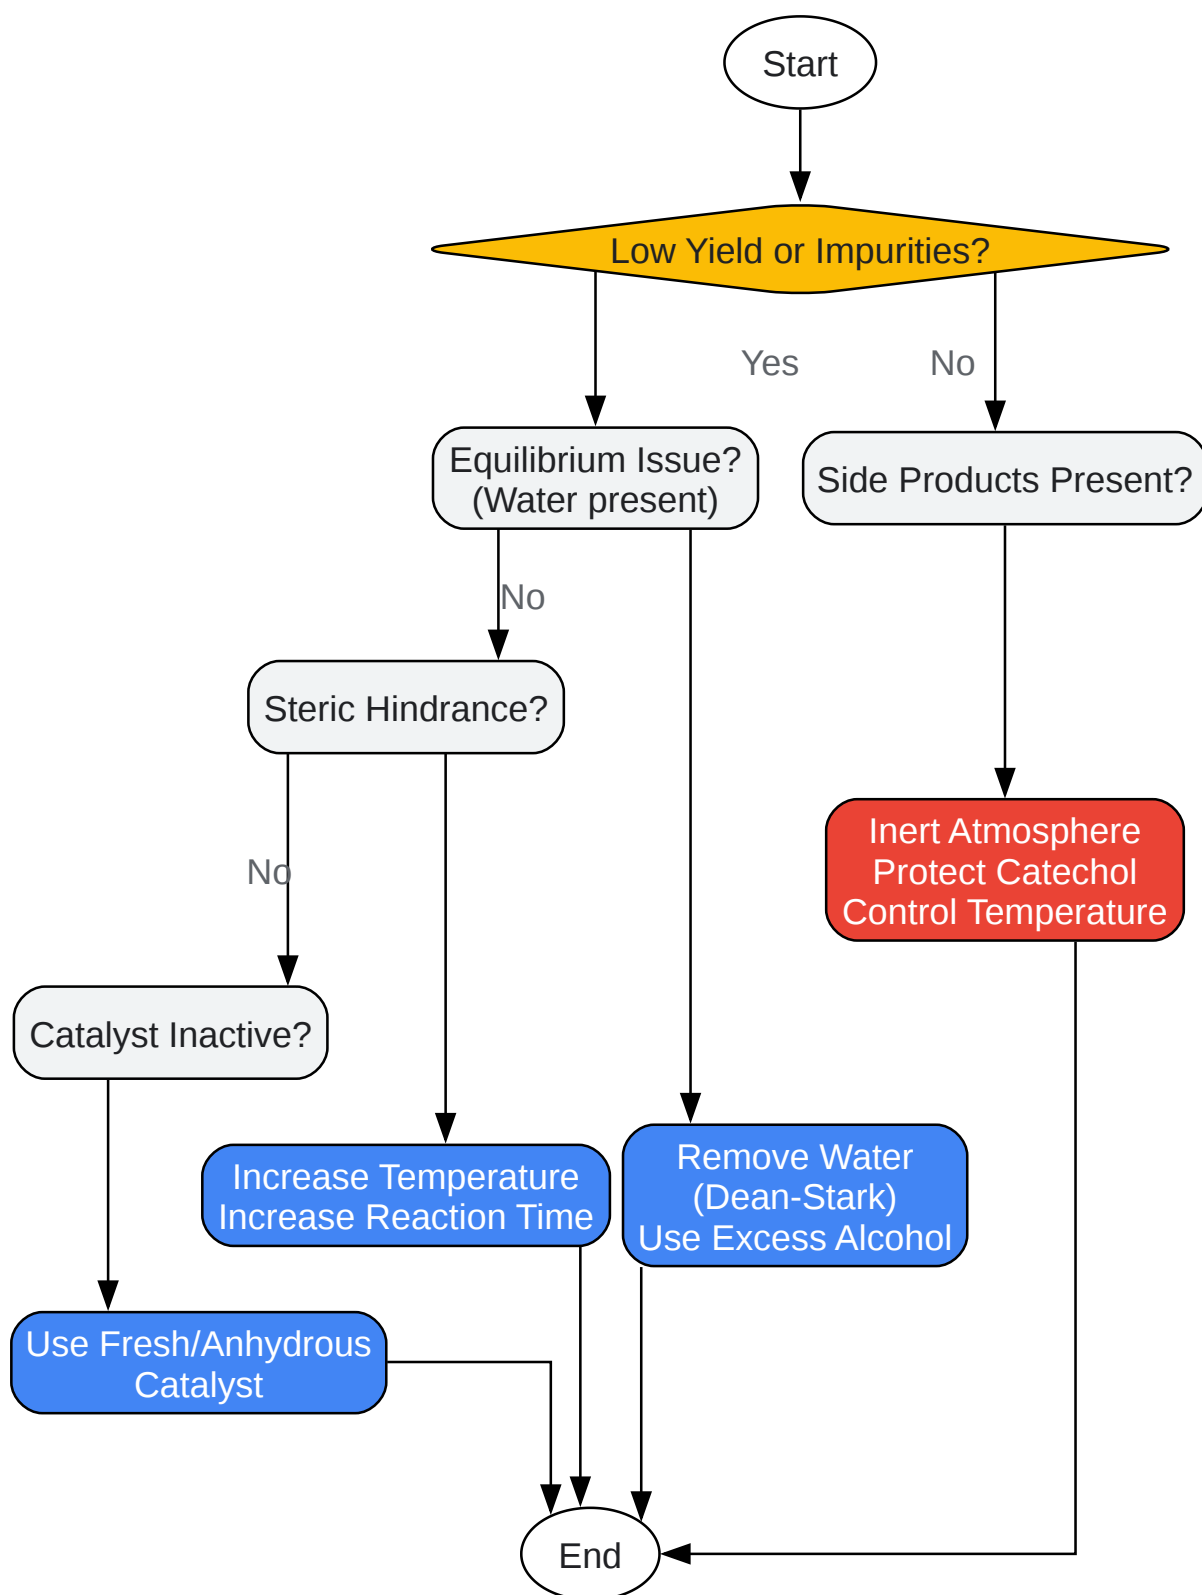 Start
Low Yield or Impurities?
Yes
No
Equilibrium Issue?
(Water present)
Side Products Present?
No
Steric Hindrance?
Inert Atmosphere
Protect Catechol
Control Temperature
No
Catalyst Inactive?
Increase Temperature
Increase Reaction Time
Remove Water
(Dean-Stark)
Use Excess Alcohol
Use Fresh/Anhydrous
Catalyst
End